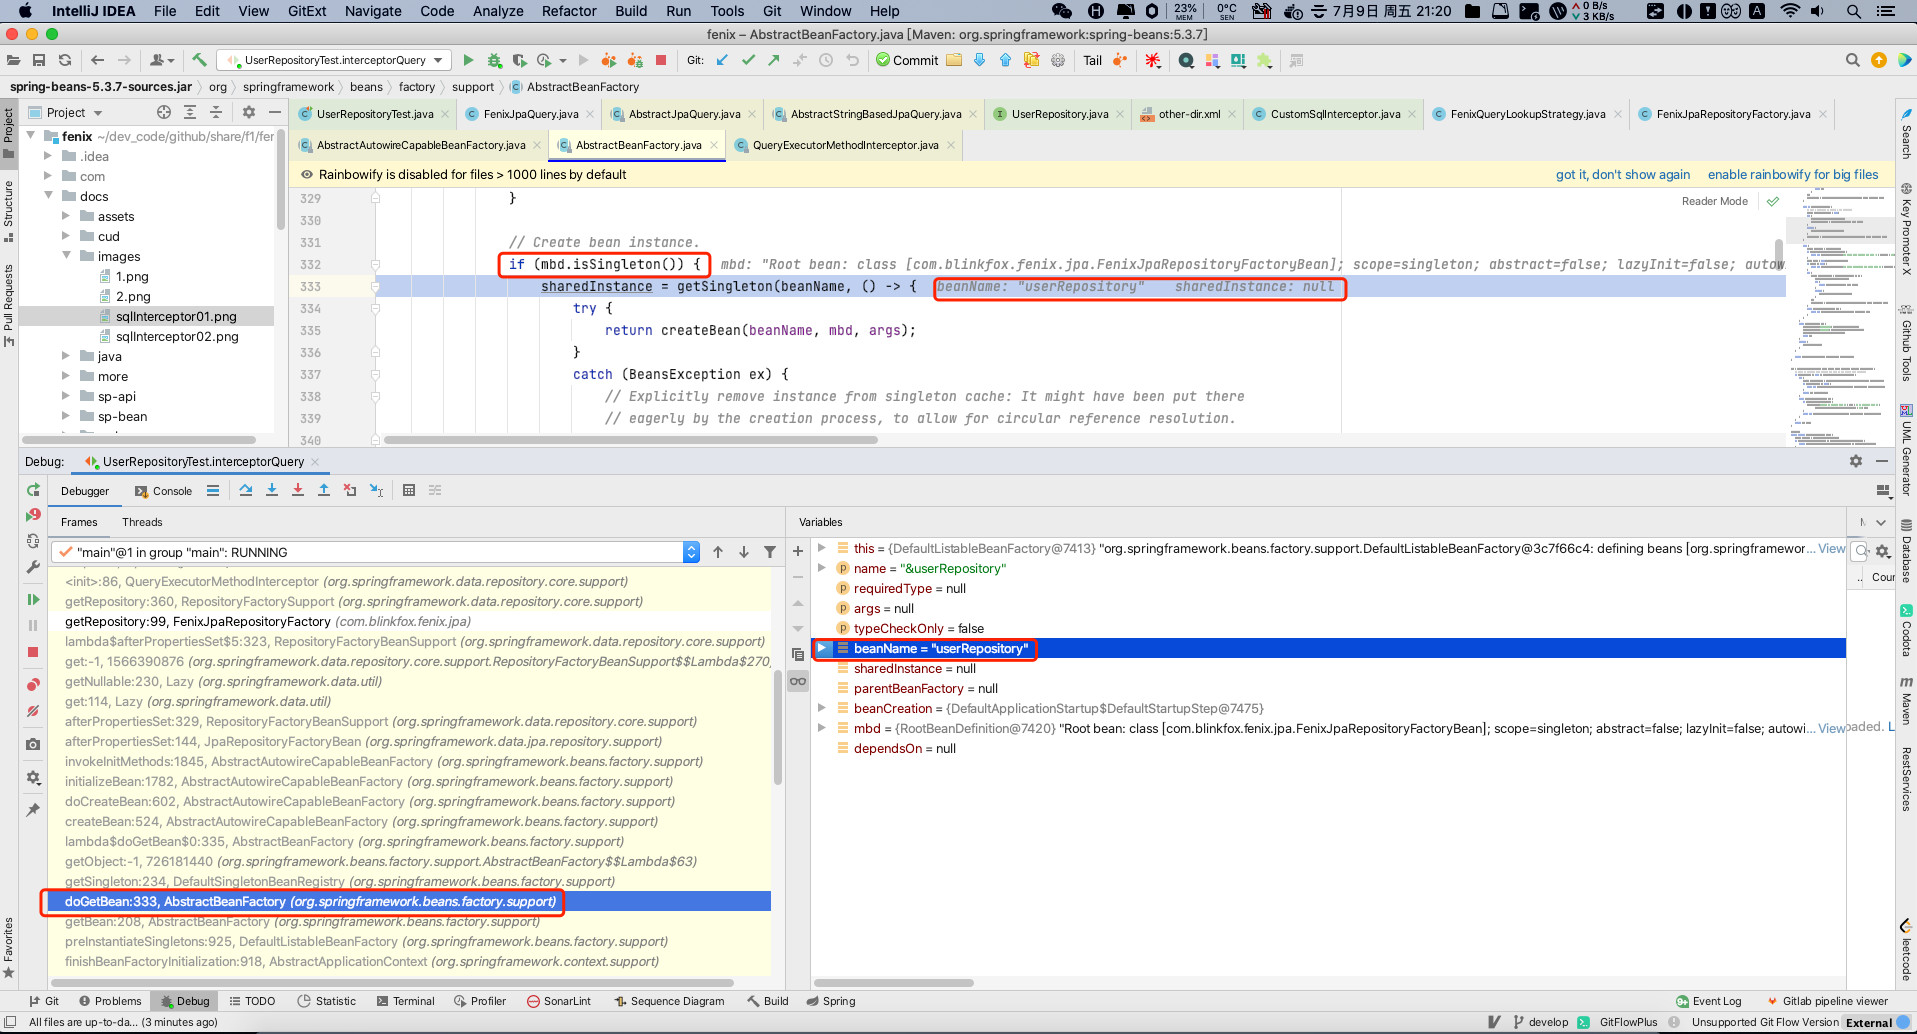 IntelliJ IDEA File Edit View GitExt Navigate Code Analyze Refactor Build Run Tools Git Window Help 23% MEM 0°C SEN 0 B/s 3 KB/s 7月9日 周五 21:20
fenix – AbstractBeanFactory.java [Maven: org.springframework:spring-beans:5.3.7]
UserRepositoryTest.interceptorQuery Git: Commit Tail
spring-beans-5.3.7-sources.jar org springframework beans factory support AbstractBeanFactory
Project UserRepositoryTest.java FenixJpaQuery.java AbstractJpaQuery.java AbstractStringBasedJpaQuery.java UserRepository.java other-dir.xml CustomSqlInterceptor.java FenixQueryLookupStrategy.java FenixJpaRepositoryFactory.java
AbstractAutowireCapableBeanFactory.java AbstractBeanFactory.java QueryExecutorMethodInterceptor.java
Rainbowify is disabled for files > 1000 lines by default got it, don't show again enable rainbowify for big files
Reader Mode
fenix ~/dev_code/github/share/f1/fer
.idea
com
docs
assets
cud
images
1.png
2.png
sqlInterceptor01.png
sqlInterceptor02.png
java
more
sp-api
sp-bean
329 }
330
331 // Create bean instance.
332 if (mbd.isSingleton()) { mbd: "Root bean: class [com.blinkfox.fenix.jpa.FenixJpaRepositoryFactoryBean]; scope=singleton; abstract=false; lazyInit=false; autow
333 sharedInstance = getSingleton(beanName, () -> { beanName: "userRepository" sharedInstance: null
334 try {
335 return createBean(beanName, mbd, args);
336 }
337 catch (BeansException ex) {
338 // Explicitly remove instance from singleton cache: It might have been put there
339 // eagerly by the creation process, to allow for circular reference resolution.
340
Project
Structure
Pull Requests
Favorites
Search
Key Promoter X
Github Tools
UML Generator
Database
Codota
Maven
RestServices
leetcode
Debug: UserRepositoryTest.interceptorQuery
Debugger Console
Frames Threads
"main"@1 in group "main": RUNNING
<init>:86, QueryExecutorMethodInterceptor (org.springframework.data.repository.core.support)
getRepository:360, RepositoryFactorySupport (org.springframework.data.repository.core.support)
getRepository:99, FenixJpaRepositoryFactory (com.blinkfox.fenix.jpa)
lambda$afterPropertiesSet$5:323, RepositoryFactoryBeanSupport (org.springframework.data.repository.core.support)
get:-1, 1566390876 (org.springframework.data.repository.core.support.RepositoryFactoryBeanSupport$$Lambda$270,
getNullable:230, Lazy (org.springframework.data.util)
get:114, Lazy (org.springframework.data.util)
afterPropertiesSet:329, RepositoryFactoryBeanSupport (org.springframework.data.repository.core.support)
afterPropertiesSet:144, JpaRepositoryFactoryBean (org.springframework.data.jpa.repository.support)
invokeInitMethods:1845, AbstractAutowireCapableBeanFactory (org.springframework.beans.factory.support)
initializeBean:1782, AbstractAutowireCapableBeanFactory (org.springframework.beans.factory.support)
doCreateBean:602, AbstractAutowireCapableBeanFactory (org.springframework.beans.factory.support)
createBean:524, AbstractAutowireCapableBeanFactory (org.springframework.beans.factory.support)
lambda$doGetBean$0:335, AbstractBeanFactory (org.springframework.beans.factory.support)
getObject:-1, 726181440 (org.springframework.beans.factory.support.AbstractBeanFactory$$Lambda$63)
getSingleton:234, DefaultSingletonBeanRegistry (org.springframework.beans.factory.support)
doGetBean:333, AbstractBeanFactory (org.springframework.beans.factory.support)
getBean:208, AbstractBeanFactory (org.springframework.beans.factory.support)
preInstantiateSingletons:925, DefaultListableBeanFactory (org.springframework.beans.factory.support)
finishBeanFactoryInitialization:918, AbstractApplicationContext (org.springframework.context.support)
Variables
this = {DefaultListableBeanFactory@7413} "org.springframework.beans.factory.support.DefaultListableBeanFactory@3c7f66c4: defining beans [org.springframewor... View
name = "&userRepository"
requiredType = null
args = null
typeCheckOnly = false
beanName = "userRepository"
sharedInstance = null
parentBeanFactory = null
beanCreation = {DefaultApplicationStartup$DefaultStartupStep@7475}
mbd = {RootBeanDefinition@7420} "Root bean: class [com.blinkfox.fenix.jpa.FenixJpaRepositoryFactoryBean]; scope=singleton; abstract=false; lazyInit=false; autowi... View
dependsOn = null
.. Cour
oaded. L
Git Problems Debug TODO Statistic Terminal Profiler SonarLint Sequence Diagram Build Spring Event Log Gitlab pipeline viewer
All files are up-to-da... (3 minutes ago) develop GitFlowPlus Unsupported Git Flow Version External